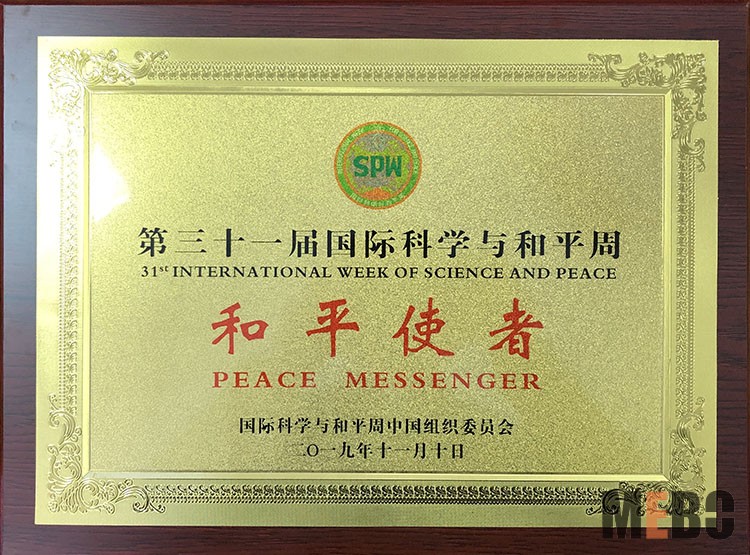 SPW
第三十一届国际科学与和平周
31st INTERNATIONAL WEEK OF SCIENCE AND PEACE
和平使者
PEACE MESSENGER
国际科学与和平周中国组织委员会
二〇一九年十一月十日
MEBC